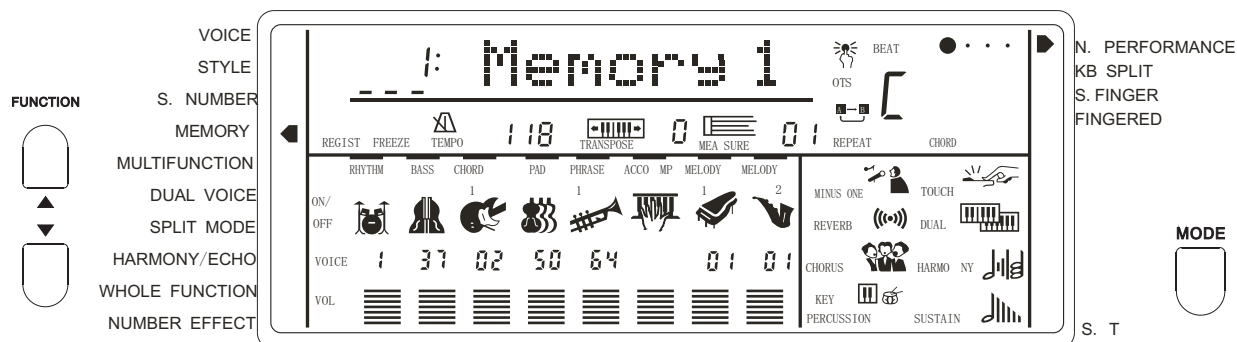 VOICE
STYLE
S. NUMBER
MEMORY
MULTIFUNCTION
DUAL VOICE
SPLIT MODE
HARMONY/ECHO
WHOLE FUNCTION
NUMBER EFFECT
FUNCTION
1: Memory 1
BEAT
OTS
A B
C
REGIST FREEZE TEMPO 118 TRANSPOSE 0 MEA SURE 01 REPEAT CHORD
RHYTHM BASS CHORD PAD PHRASE ACCO MP MELODY MELODY
1 1 1 2
ON/
OFF
VOICE 1 37 02 50 64 01 01
VOL
MINUS ONE TOUCH
REVERB DUAL
CHORUS HARMO NY
KEY
PERCUSSION SUSTAIN
N. PERFORMANCE
KB SPLIT
S. FINGER
FINGERED
MODE
S. T